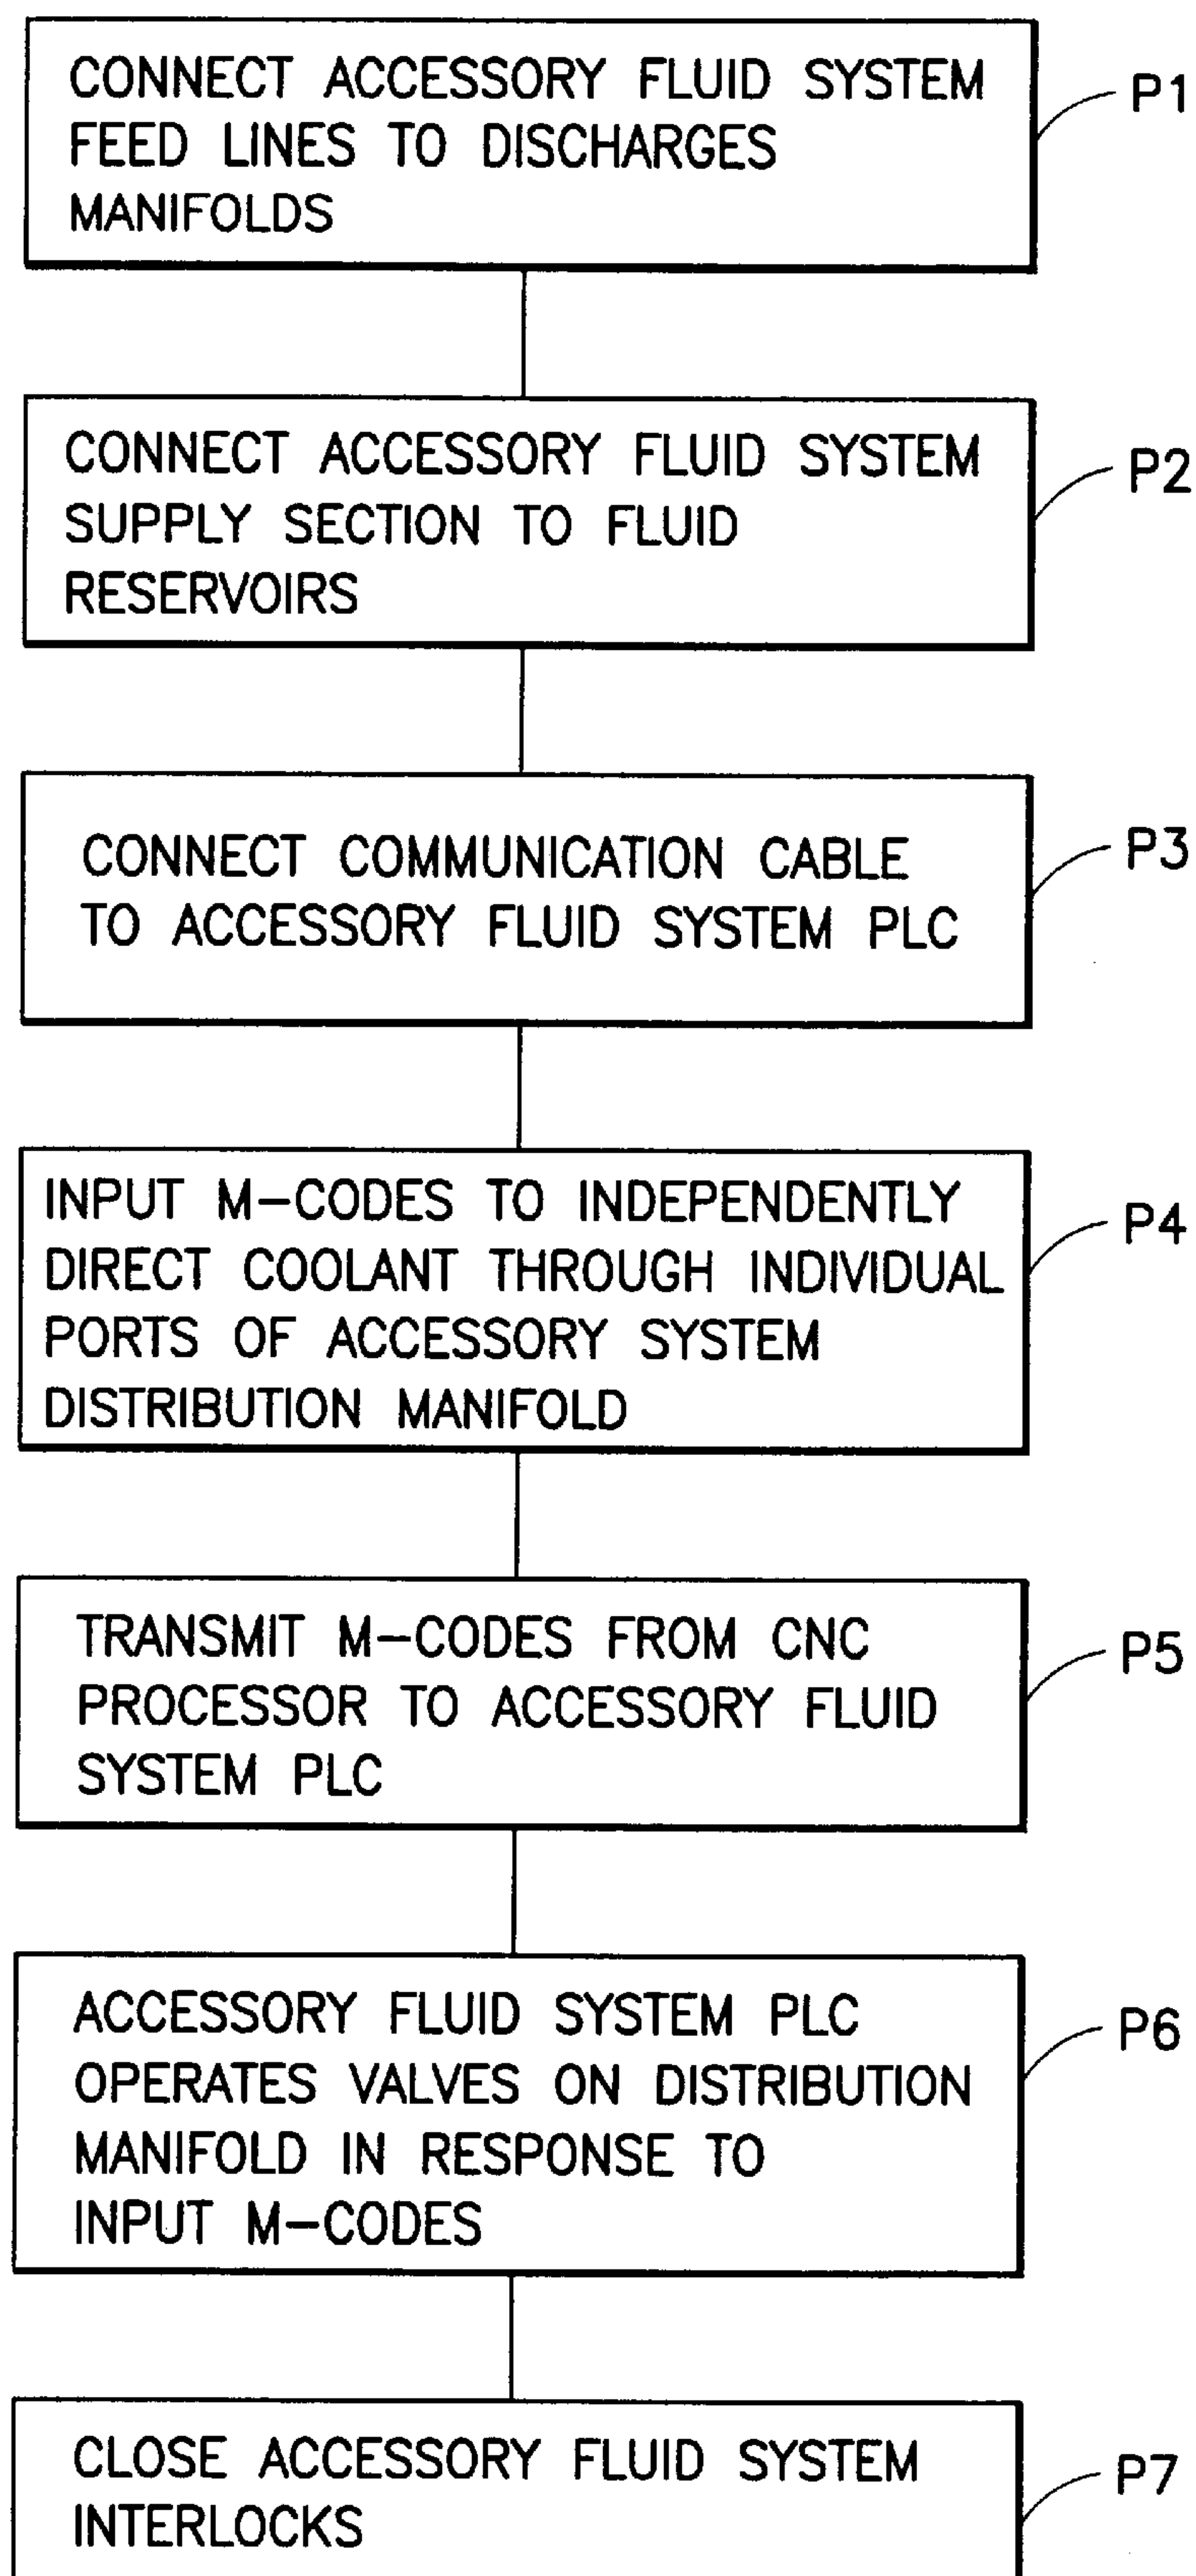 CONNECT ACCESSORY FLUID SYSTEM
FEED LINES TO DISCHARGES
MANIFOLDS
P1
CONNECT ACCESSORY FLUID SYSTEM
SUPPLY SECTION TO FLUID
RESERVOIRS
P2
CONNECT COMMUNICATION CABLE
TO ACCESSORY FLUID SYSTEM PLC
P3
INPUT M-CODES TO INDEPENDENTLY
DIRECT COOLANT THROUGH INDIVIDUAL
PORTS OF ACCESSORY SYSTEM
DISTRIBUTION MANIFOLD
P4
TRANSMIT M-CODES FROM CNC
PROCESSOR TO ACCESSORY FLUID
SYSTEM PLC
P5
ACCESSORY FLUID SYSTEM PLC
OPERATES VALVES ON DISTRIBUTION
MANIFOLD IN RESPONSE TO
INPUT M-CODES
P6
CLOSE ACCESSORY FLUID SYSTEM
INTERLOCKS
P7